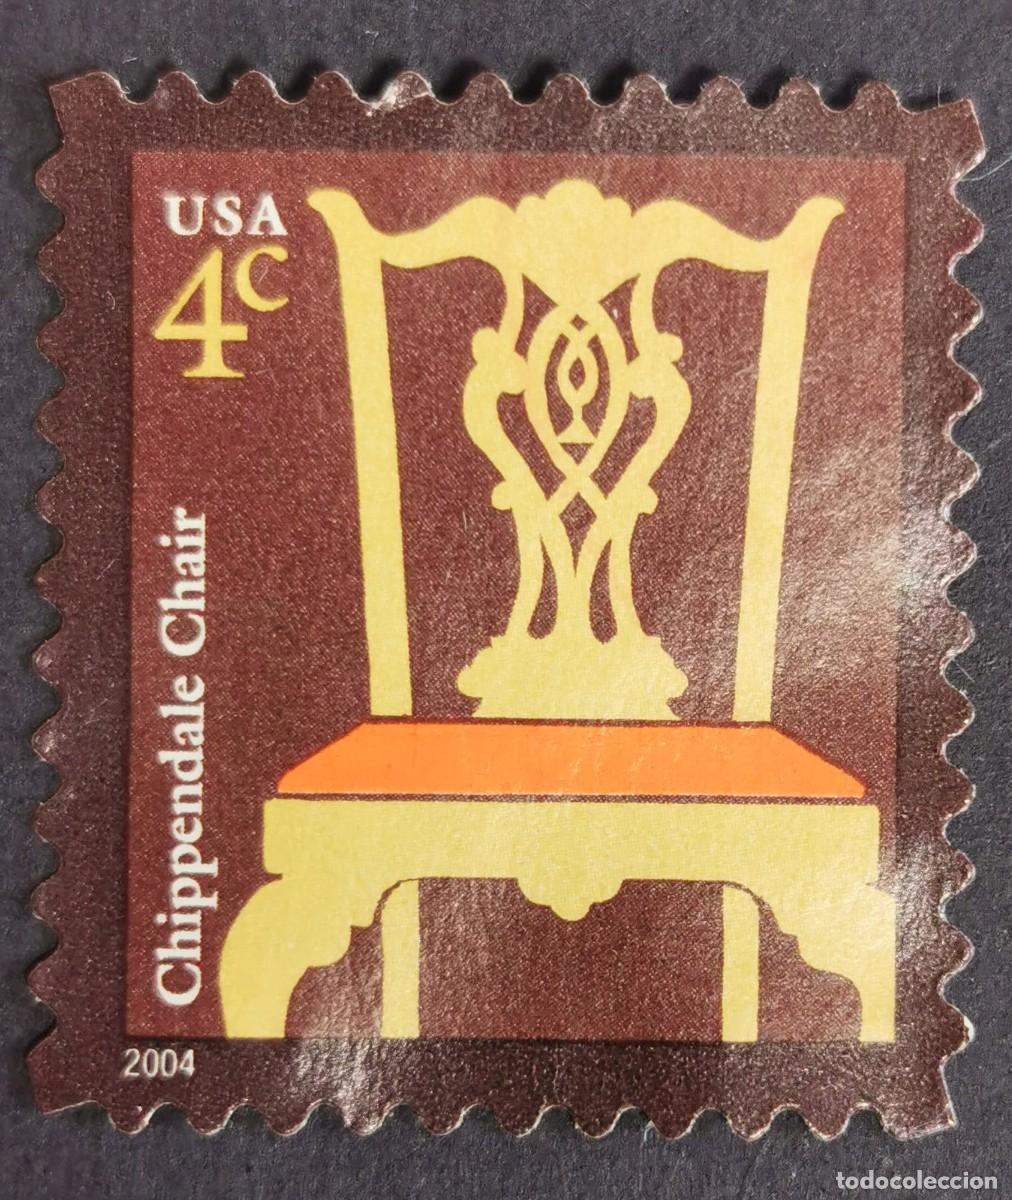 USA
4c
Chippendale Chair
2004
todocoleccion